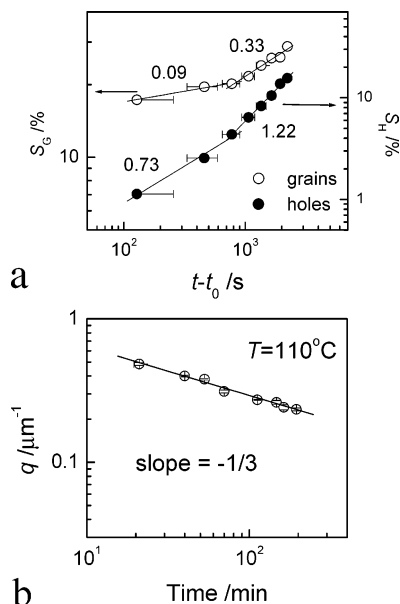 0.33
0.09
20
10
S_G /%
0.73
1.22
10
1
S_H /%
○ grains
● holes
10² 10³
a
t-t₀ /s
1
T=110°C
q /μm⁻¹
0.1
slope = -1/3
10¹ 10²
b
Time /min